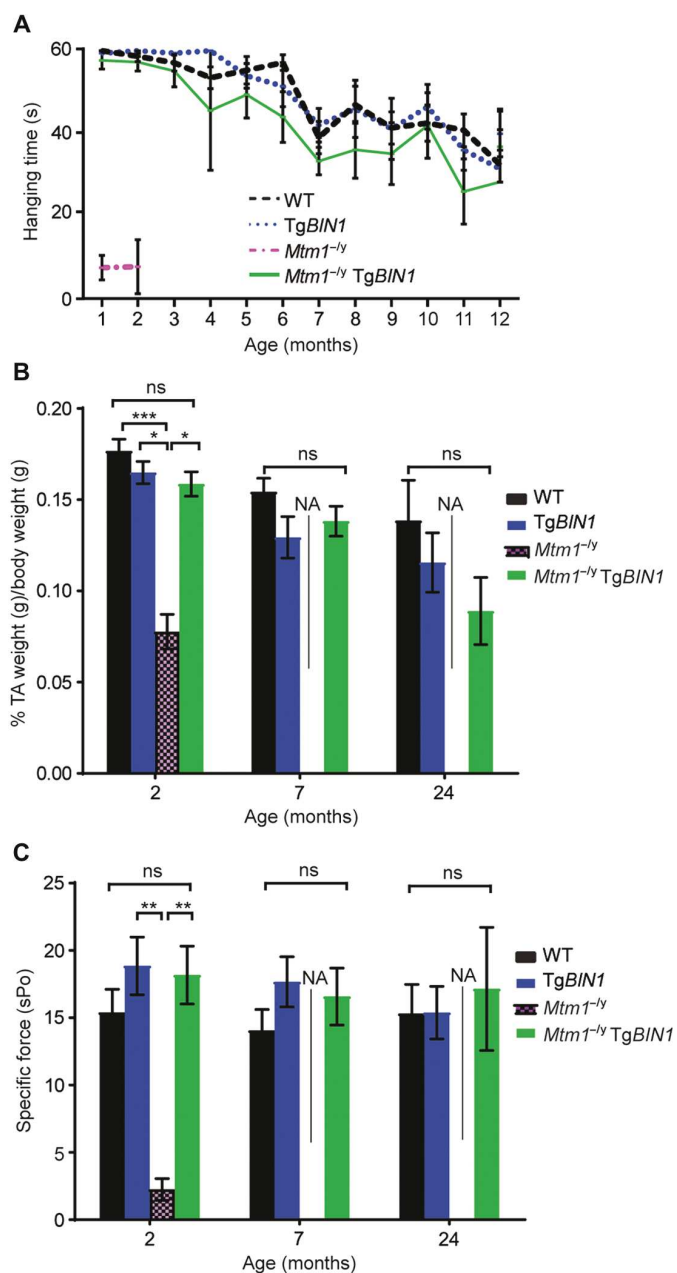 A
60
40
20
0
Hanging time (s)
WT
TgBIN1
Mtm1⁻/ʸ
Mtm1⁻/ʸ TgBIN1
1 2 3 4 5 6 7 8 9 10 11 12
Age (months)
B
ns
***
* *
ns
ns
NA
NA
0.20
0.15
0.10
0.05
0.00
% TA weight (g)/body weight (g)
WT
TgBIN1
Mtm1⁻/ʸ
Mtm1⁻/ʸ TgBIN1
2 7 24
Age (months)
C
ns
** **
ns
ns
NA
NA
25
20
15
10
5
0
Specific force (sPo)
WT
TgBIN1
Mtm1⁻/ʸ
Mtm1⁻/ʸ TgBIN1
2 7 24
Age (months)